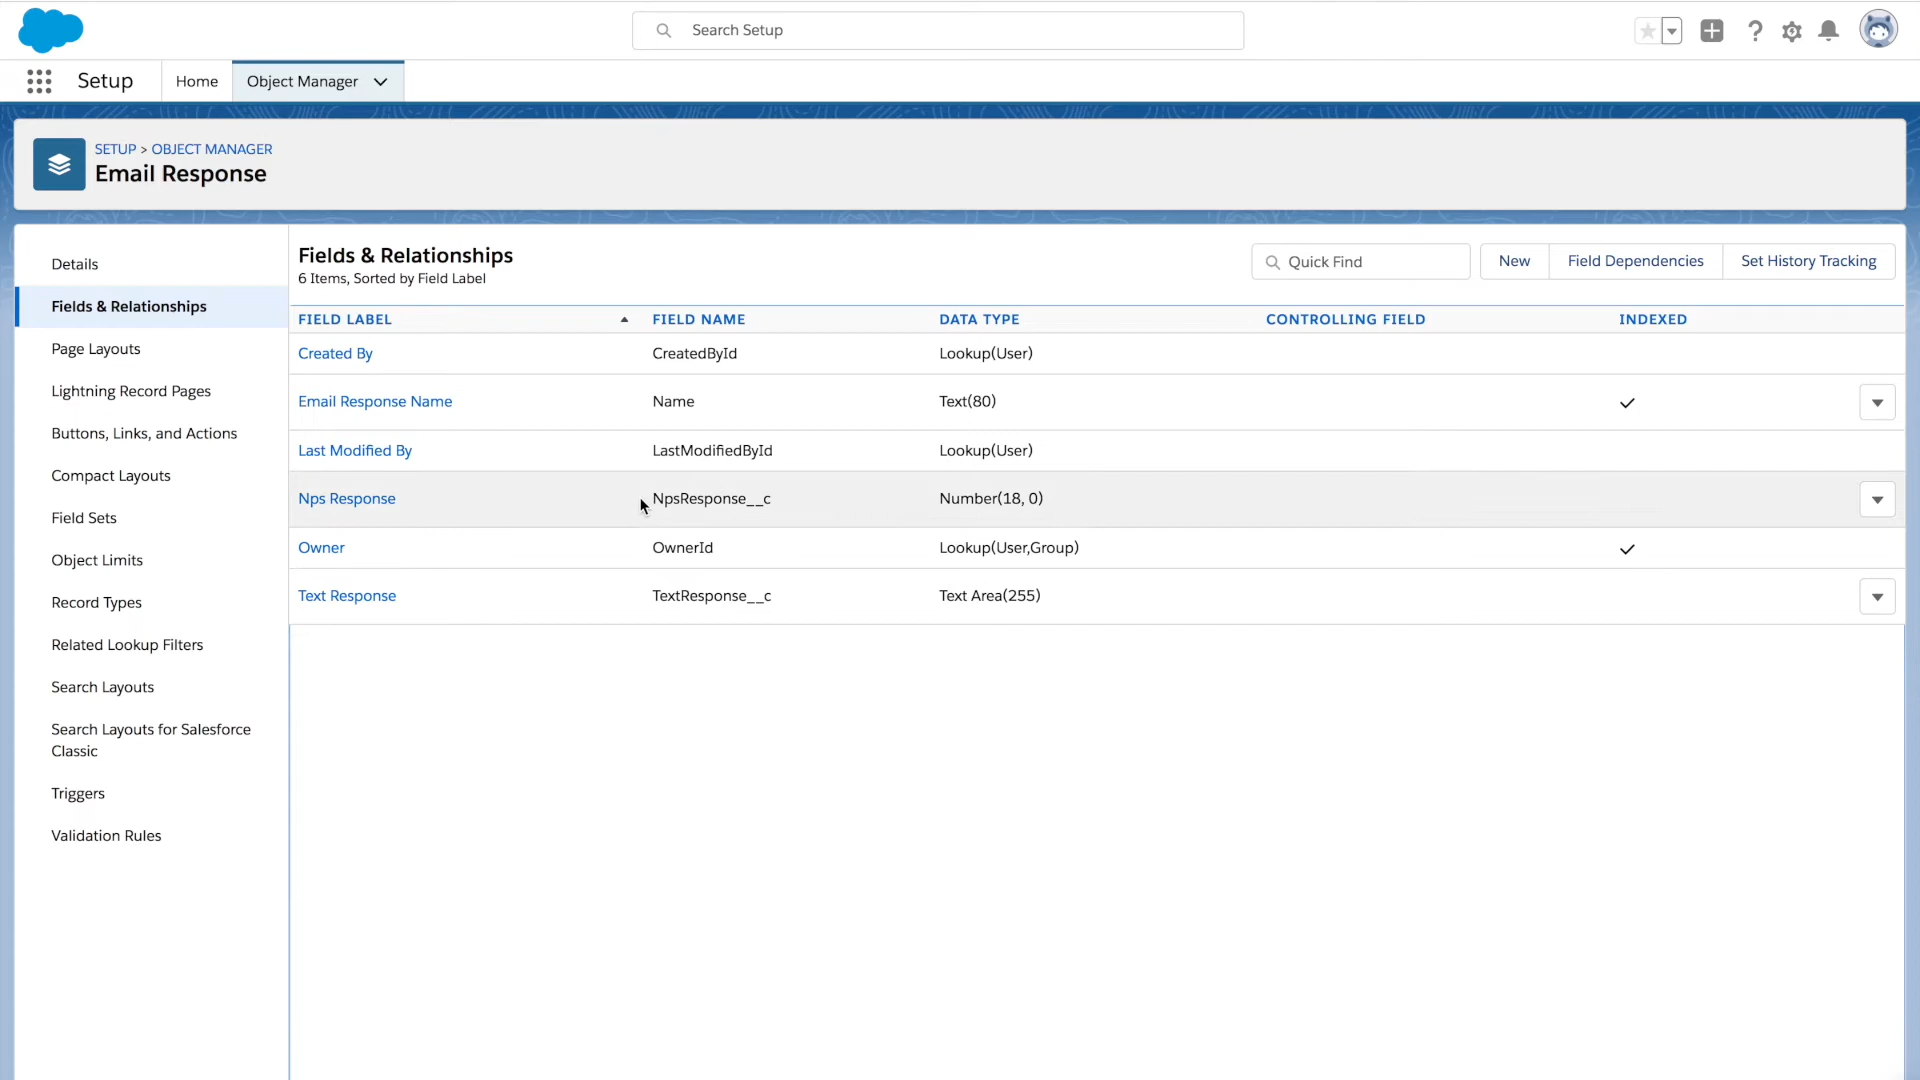 Search Setup
Setup
Home
Object Manager
SETUP > OBJECT MANAGER
Email Response
Details
Fields & Relationships
Page Layouts
Lightning Record Pages
Buttons, Links, and Actions
Compact Layouts
Field Sets
Object Limits
Record Types
Related Lookup Filters
Search Layouts
Search Layouts for Salesforce
Classic
Triggers
Validation Rules
Fields & Relationships
6 Items, Sorted by Field Label
Quick Find
New
Field Dependencies
Set History Tracking
FIELD LABEL FIELD NAME DATA TYPE CONTROLLING FIELD INDEXED
Created By CreatedById Lookup(User)
Email Response Name Name Text(80)
Last Modified By LastModifiedById Lookup(User)
Nps Response NpsResponse__c Number(18, 0)
Owner OwnerId Lookup(User,Group)
Text Response TextResponse__c Text Area(255)